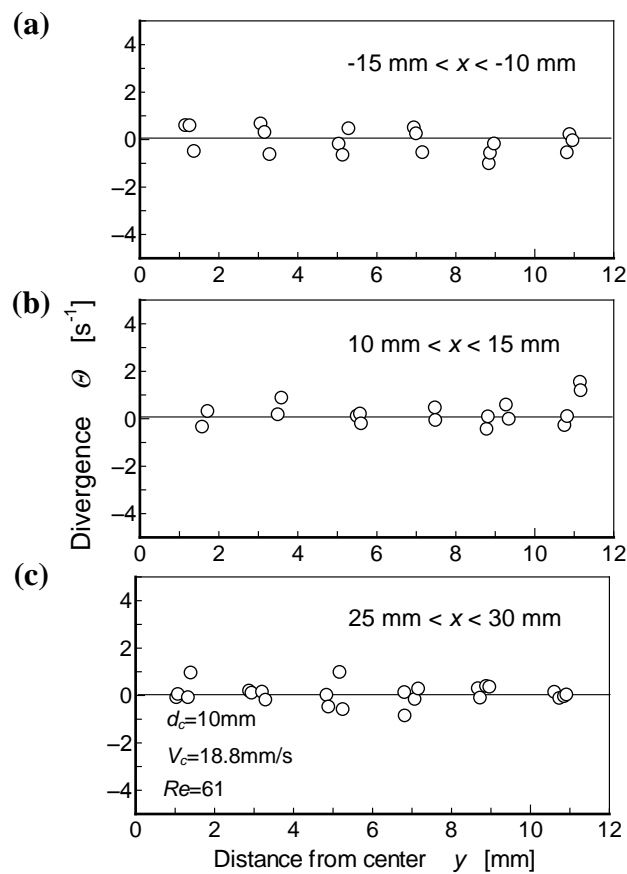 (a)
4
2
0
–2
–4
-15 mm < x < -10 mm
0 2 4 6 8 10 12
(b)
4
2
0
–2
–4
10 mm < x < 15 mm
0 2 4 6 8 10 12
Divergence Θ [s⁻¹]
(c)
4
2
0
–2
–4
25 mm < x < 30 mm
d_c=10mm
V_c=18.8mm/s
Re=61
0 2 4 6 8 10 12
Distance from center y [mm]